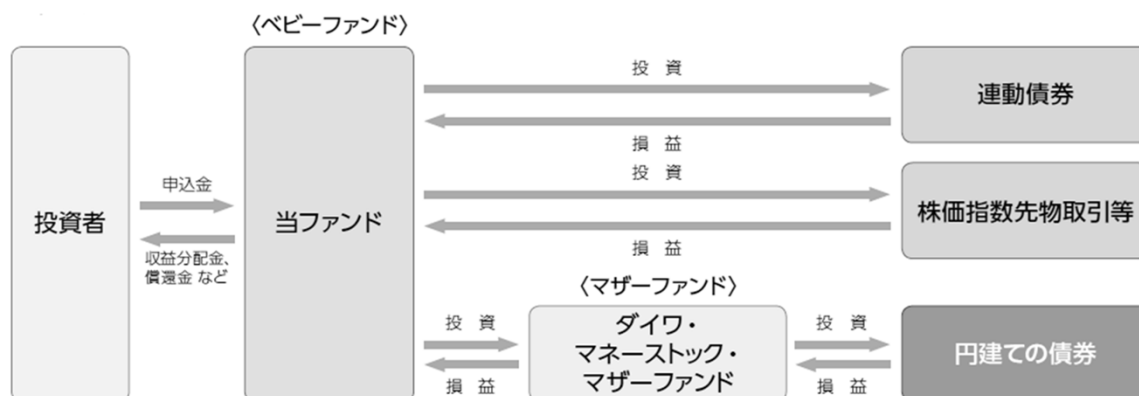 〈ベビーファンド〉
投資者
申込金
収益分配金、
償還金 など
当ファンド
投 資
損 益
連動債券
投 資
損 益
株価指数先物取引等
〈マザーファンド〉
投 資
損 益
ダイワ・
マネーストック・
マザーファンド
投 資
損 益
円建ての債券